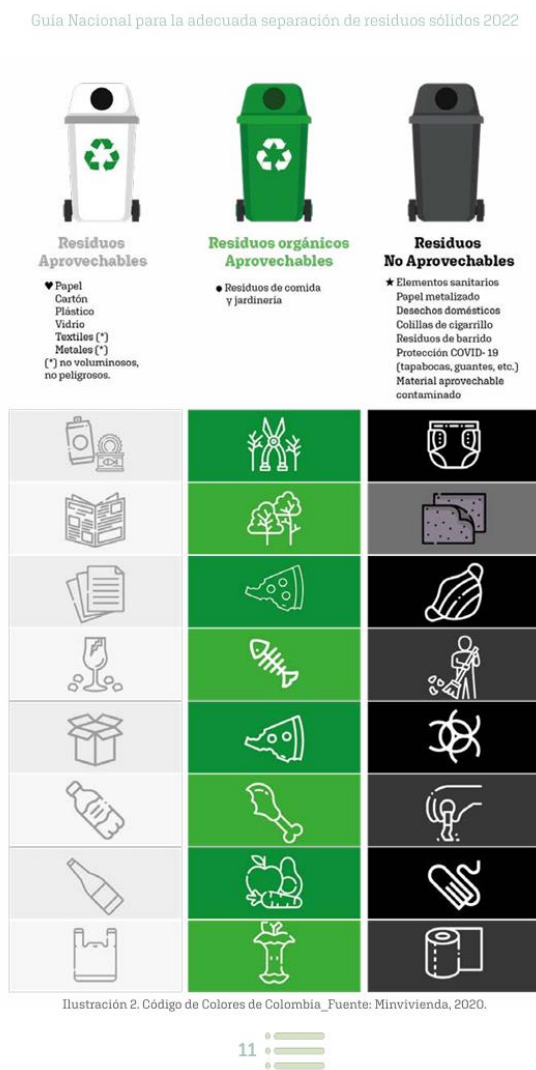 Guía Nacional para la adecuada separación de residuos sólidos 2022
Residuos
Aprovechables
♥ Papel
Cartón
Plástico
Vidrio
Textiles (*)
Metales (*)
(*) no voluminosos,
no peligrosos.
Residuos orgánicos
Aprovechables
● Residuos de comida
y jardinería
Residuos
No Aprovechables
★ Elementos sanitarios
Papel metalizado
Desechos domésticos
Colillas de cigarrillo
Residuos de barrido
Protección COVID- 19
(tapabocas, guantes, etc.)
Material aprovechable
contaminado
Ilustración 2. Código de Colores de Colombia_Fuente: Minvivienda, 2020.
11